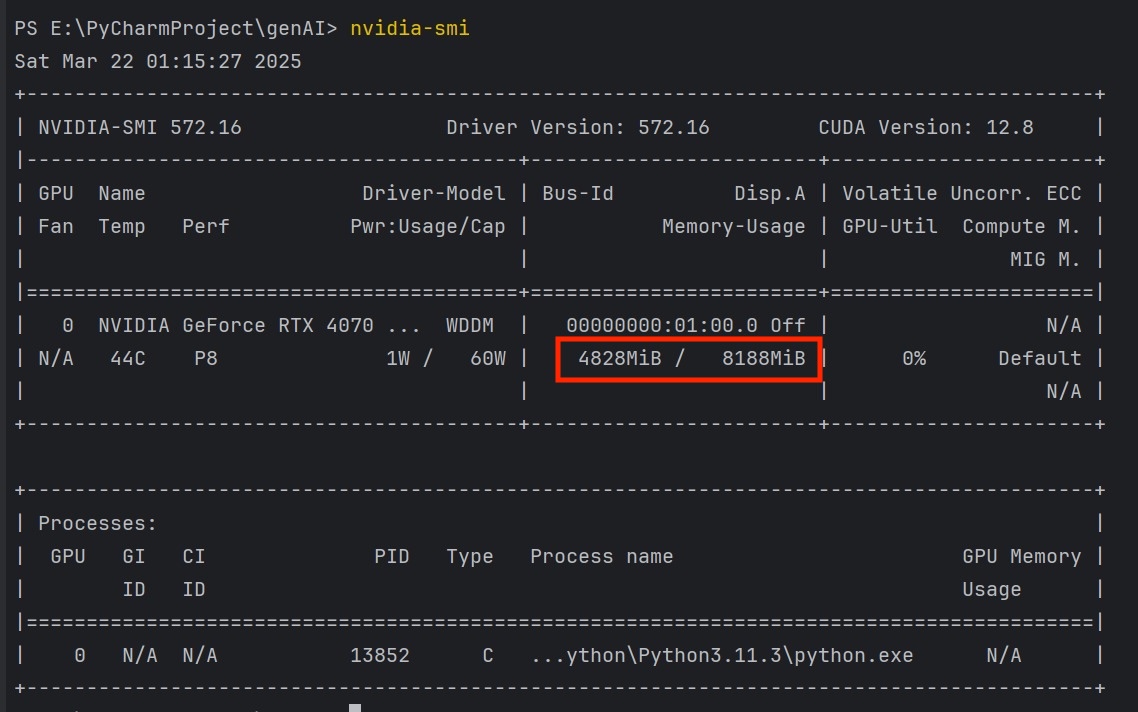 PS E:\PyCharmProject\genAI> nvidia-smi
Sat Mar 22 01:15:27 2025
+-----------------------------------------------------------------------------------------+
| NVIDIA-SMI 572.16                 Driver Version: 572.16         CUDA Version: 12.8     |
|-----------------------------------------+------------------------+----------------------+
| GPU  Name                  Driver-Model | Bus-Id          Disp.A | Volatile Uncorr. ECC |
| Fan  Temp   Perf          Pwr:Usage/Cap |           Memory-Usage | GPU-Util  Compute M. |
|                                         |                        |               MIG M. |
|=========================================+========================+======================|
|   0  NVIDIA GeForce RTX 4070 ...  WDDM  |   00000000:01:00.0 Off |                  N/A |
| N/A   44C    P8              1W /   60W |    4828MiB /   8188MiB |      0%      Default |
|                                         |                        |                  N/A |
+-----------------------------------------+------------------------+----------------------+
+-----------------------------------------------------------------------------------------+
| Processes:                                                                              |
|  GPU   GI   CI              PID   Type   Process name                        GPU Memory |
|        ID   ID                                                               Usage      |
|=========================================================================================|
|    0   N/A  N/A           13852      C   ...ython\Python3.11.3\python.exe      N/A      |
+-----------------------------------------------------------------------------------------+